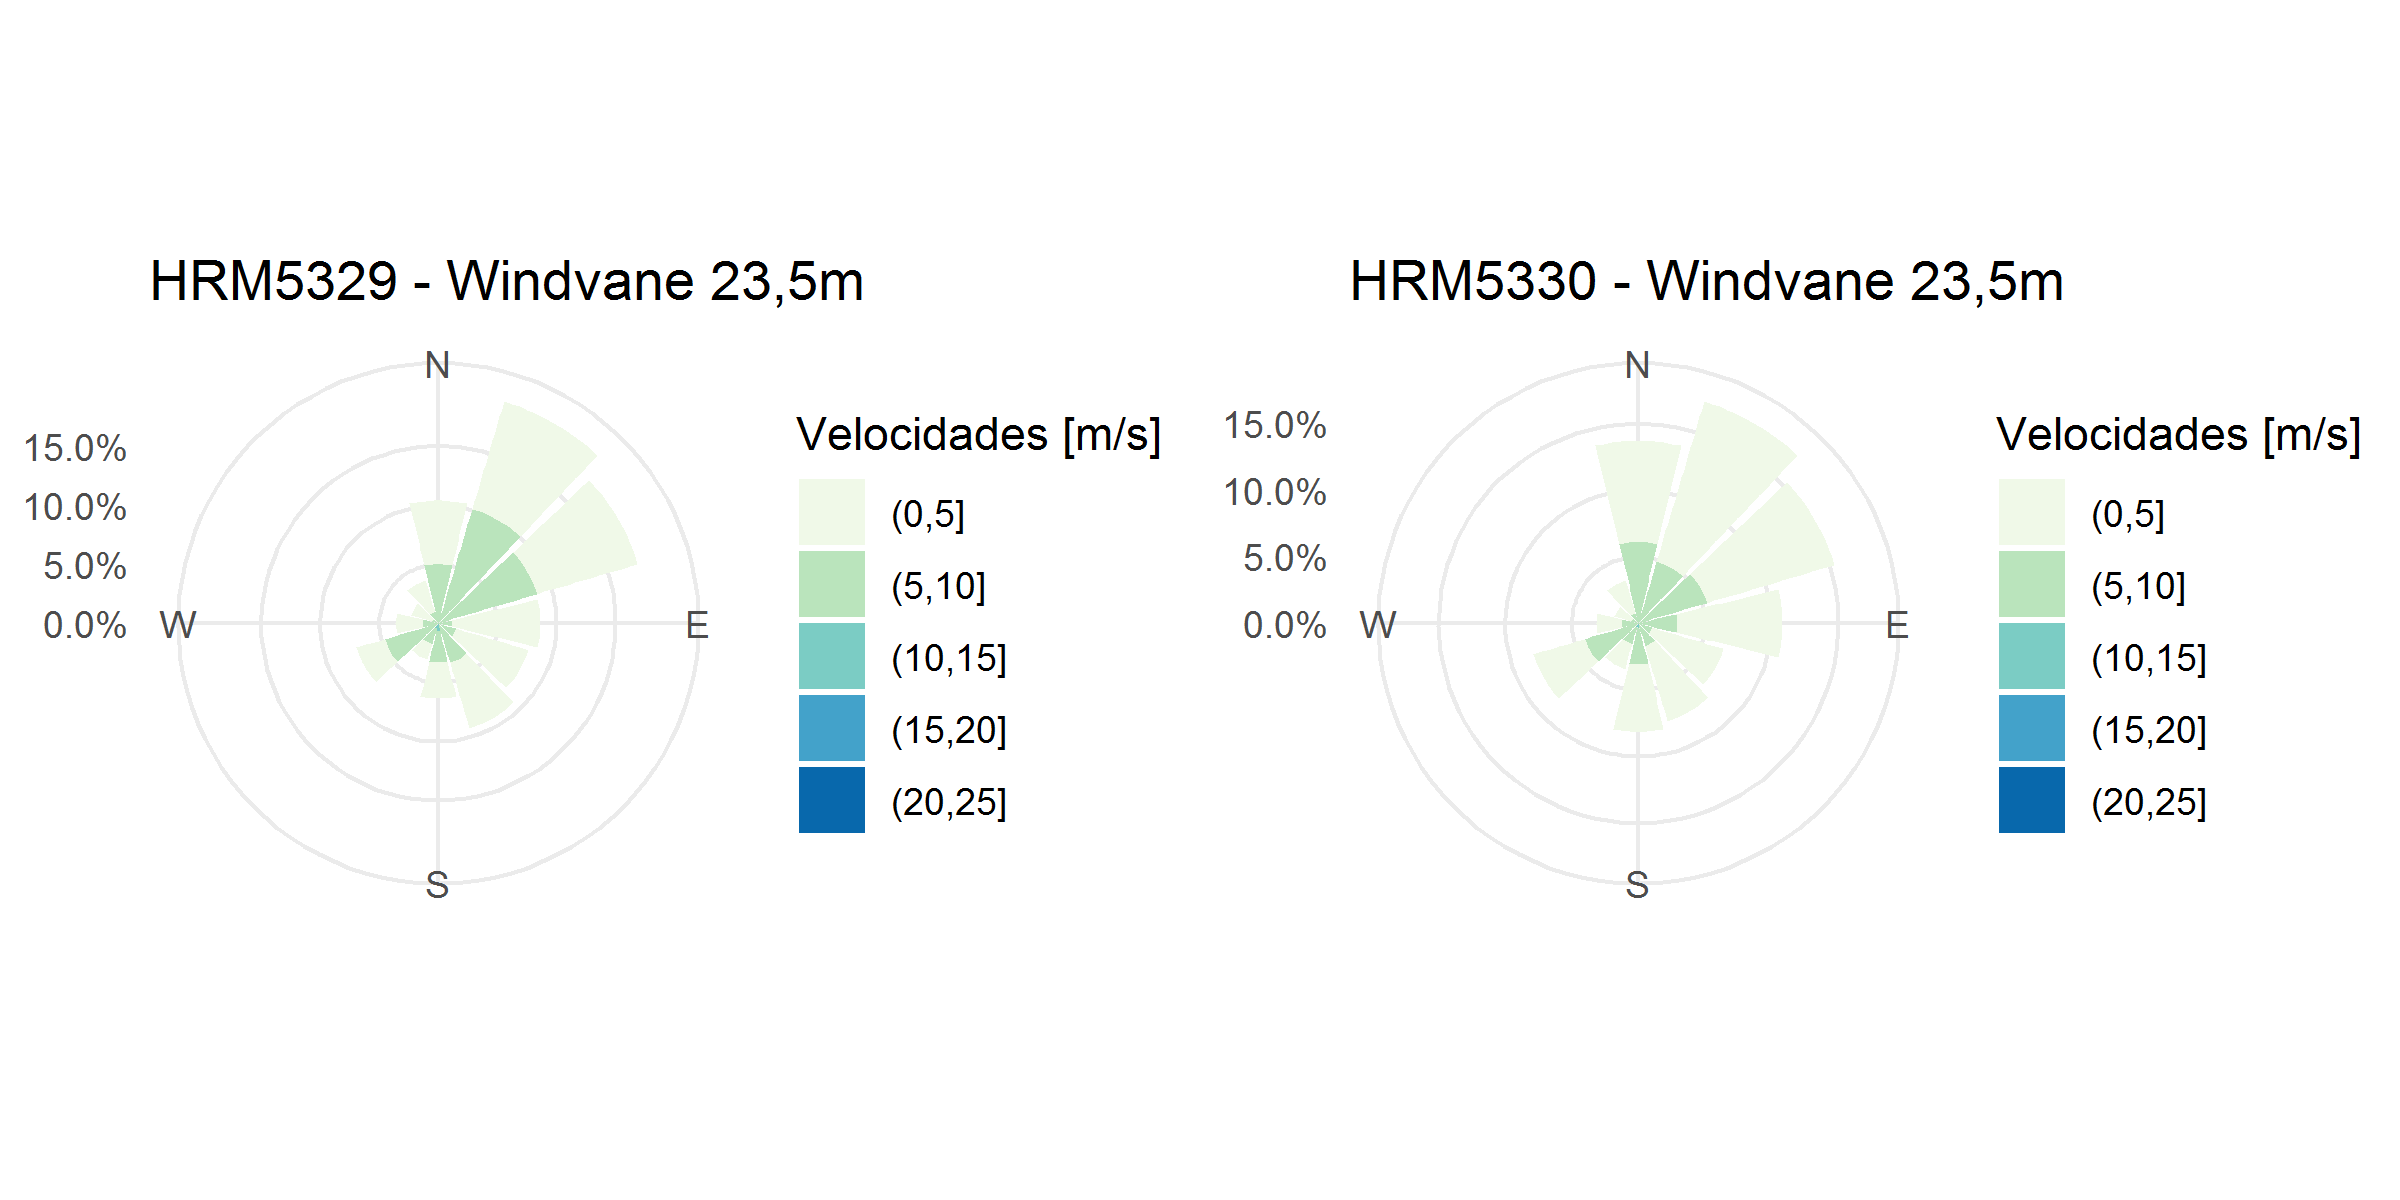 HRM5329 - Windvane 23,5m
N
15.0%
10.0%
5.0%
0.0%
W
E
S
Velocidades [m/s]
(0,5]
(5,10]
(10,15]
(15,20]
(20,25]
HRM5330 - Windvane 23,5m
N
15.0%
10.0%
5.0%
0.0%
W
E
S
Velocidades [m/s]
(0,5]
(5,10]
(10,15]
(15,20]
(20,25]